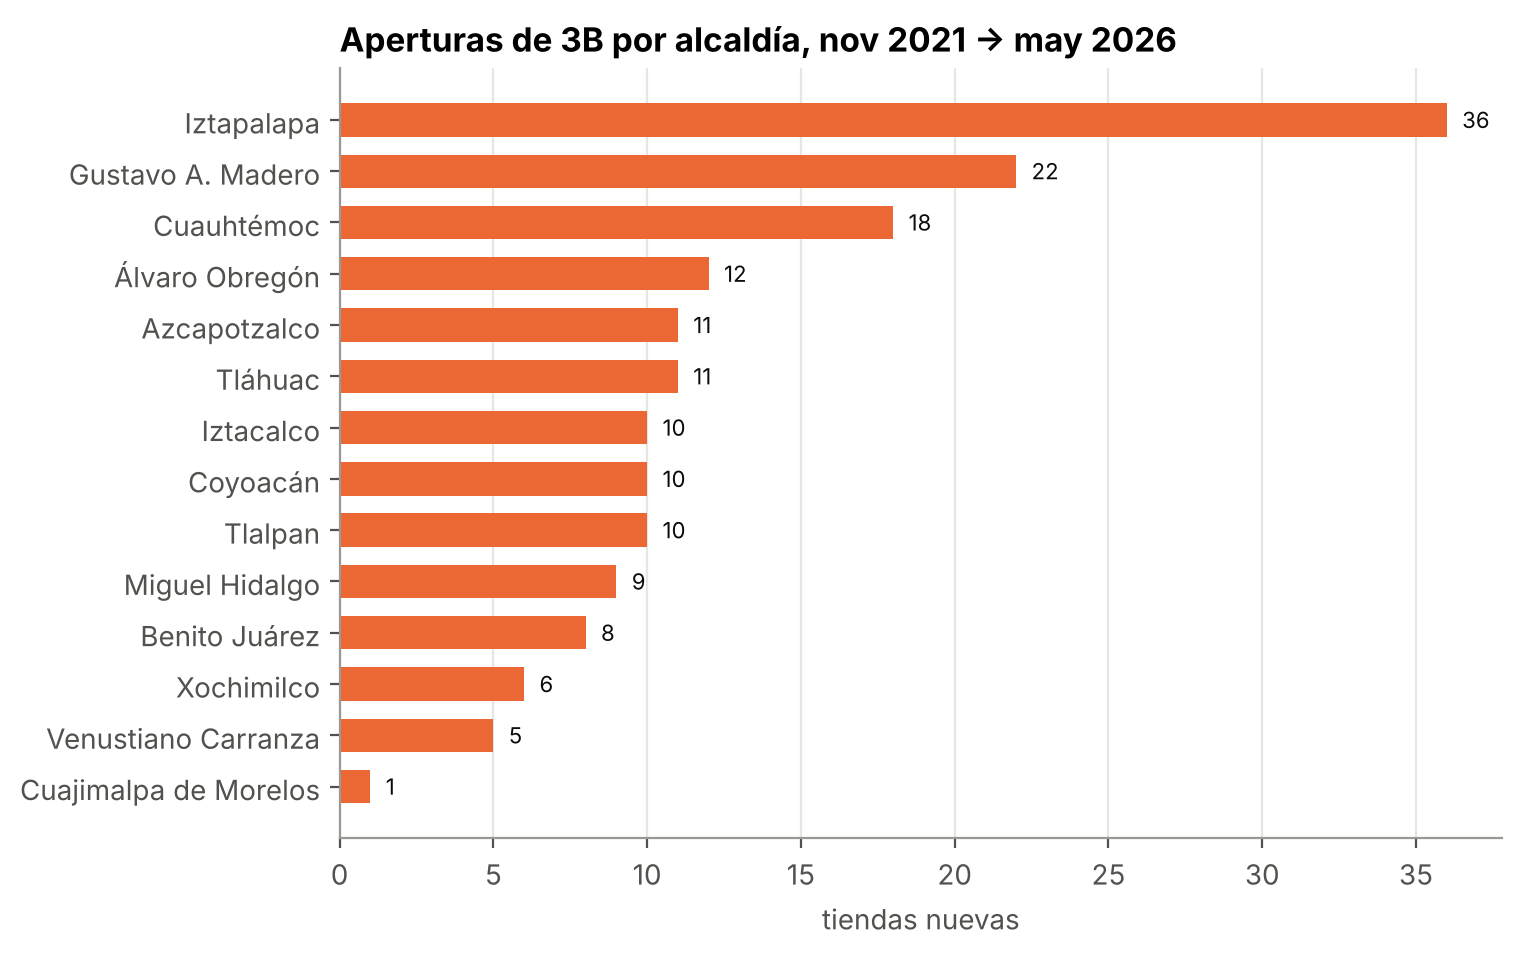 Aperturas de 3B por alcaldía, nov 2021 → may 2026
Iztapalapa 36
Gustavo A. Madero 22
Cuauhtémoc 18
Álvaro Obregón 12
Azcapotzalco 11
Tláhuac 11
Iztacalco 10
Coyoacán 10
Tlalpan 10
Miguel Hidalgo 9
Benito Juárez 8
Xochimilco 6
Venustiano Carranza 5
Cuajimalpa de Morelos 1
0 5 10 15 20 25 30 35
tiendas nuevas